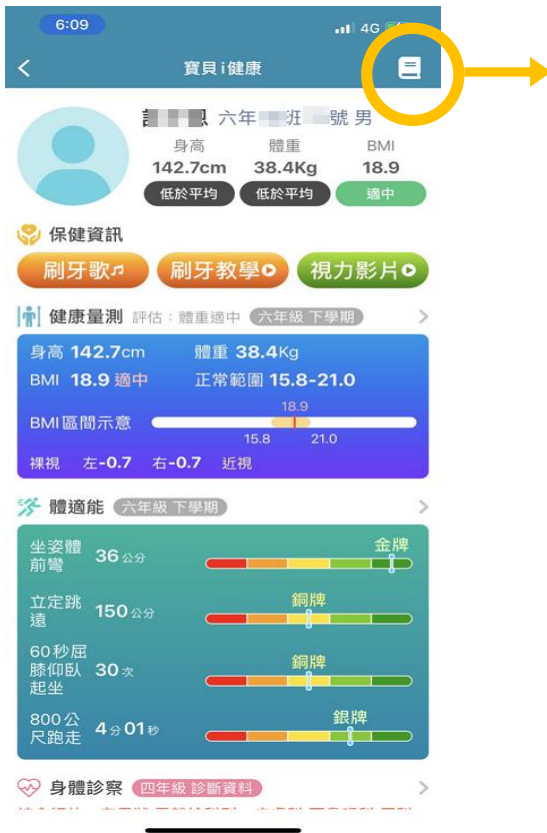 6:09
4G
寶貝i健康
恩 六年 班 號 男
身高 體重 BMI
142.7cm 38.4Kg 18.9
低於平均 低於平均 適中
保健資訊
刷牙歌 刷牙教學 視力影片
健康量測 評估：體重適中 六年級 下學期
身高 142.7cm 體重 38.4Kg
BMI 18.9 適中 正常範圍 15.8-21.0
18.9
BMI區間示意
15.8 21.0
裸視 左-0.7 右-0.7 近視
體適能 六年級 下學期
坐姿體前彎 36 公分 金牌
立定跳遠 150 公分 銅牌
60秒屈膝仰臥起坐 30 次 銅牌
800公尺跑走 4分01秒 銀牌
身體診察 四年級 診斷資料